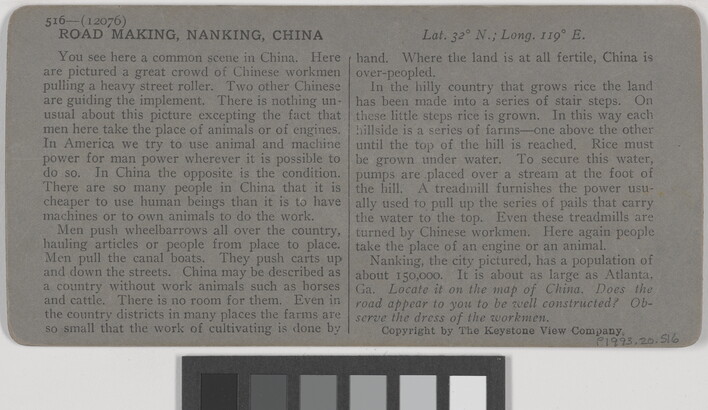 516—(12076)
ROAD MAKING, NANKING, CHINA
Lat. 32° N.; Long. 119° E.
You see here a common scene in China. Here
are pictured a great crowd of Chinese workmen
pulling a heavy street roller. Two other Chinese
are guiding the implement. There is nothing un-
usual about this picture excepting the fact that
men here take the place of animals or of engines.
In America we try to use animal and machine
power for man power wherever it is possible to
do so. In China the opposite is the condition.
There are so many people in China that it is
cheaper to use human beings than it is to have
machines or to own animals to do the work.
Men push wheelbarrows all over the country,
hauling articles or people from place to place.
Men pull the canal boats. They push carts up
and down the streets. China may be described as
a country without work animals such as horses
and cattle. There is no room for them. Even in
the country districts in many places the farms are
so small that the work of cultivating is done by
hand. Where the land is at all fertile, China is
over-peopled.
In the hilly country that grows rice the land
has been made into a series of stair steps. On
these little steps rice is grown. In this way each
hillside is a series of farms—one above the other
until the top of the hill is reached. Rice must
be grown under water. To secure this water,
pumps are placed over a stream at the foot of
the hill. A treadmill furnishes the power usu-
ally used to pull up the series of pails that carry
the water to the top. Even these treadmills are
turned by Chinese workmen. Here again people
take the place of an engine or an animal.
Nanking, the city pictured, has a population of
about 150,000. It is about as large as Atlanta,
Ga. Locate it on the map of China. Does the
road appear to you to be well constructed? Ob-
serve the dress of the workmen.
Copyright by The Keystone View Company.
P1993.20.516